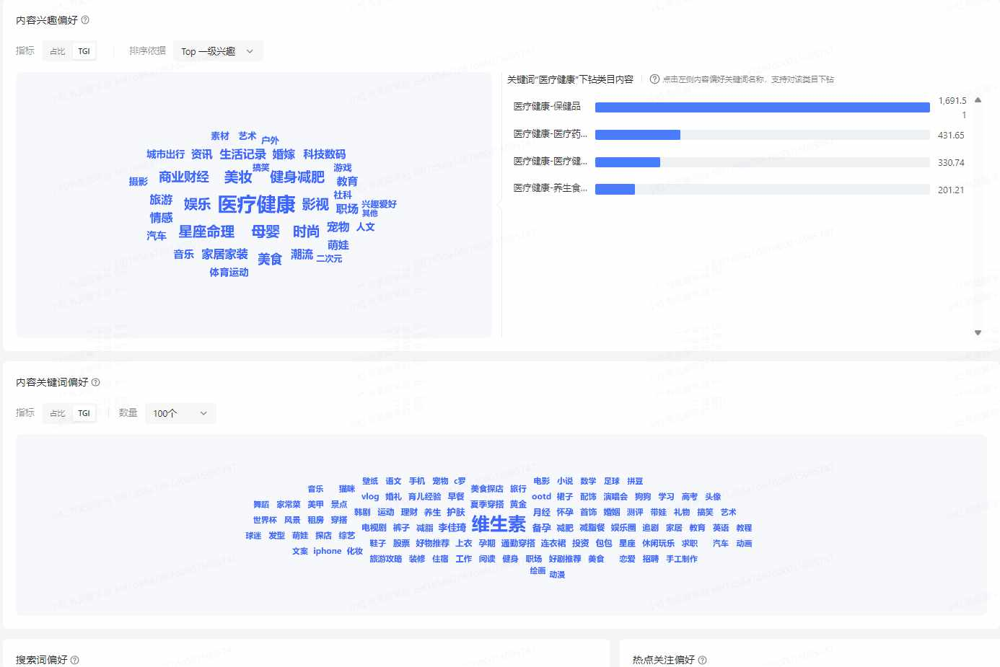 内容兴趣偏好
指标 占比 TGI 排序依据 Top 一级兴趣
素材 艺术 户外
城市出行 资讯 生活记录 婚嫁 科技数码
搞笑 游戏
摄影 商业财经 美妆 健身减肥 教育
社科
旅游 娱乐 医疗健康 影视 职场 兴趣爱好
其他
情感
汽车 星座命理 母婴 时尚 宠物 人文
萌娃
音乐 家居家装 美食 潮流 二次元
体育运动
关键词“医疗健康”下钻类目内容 点击左侧内容偏好关键词名称，支持对该类目下钻
医疗健康-保健品 1,691.5
1
医疗健康-医疗药... 431.65
医疗健康-医疗健... 330.74
医疗健康-养生食... 201.21
内容关键词偏好
指标 占比 TGI 数量 100个
壁纸 语文 手机 宠物 c罗 电影 小说 数学 足球 拼豆
音乐 猫咪 美食探店 旅行
vlog 婚礼 育儿经验 早餐 ootd 裙子 配饰 演唱会 狗狗 学习 高考 头像
舞蹈 家常菜 美甲 景点 夏季穿搭 黄金
韩剧 运动 理财 养生 护肤 月经 怀孕 首饰 婚姻 测评 带娃 礼物 搞笑 艺术
世界杯 风景 租房 穿搭 维生素
电视剧 裤子 减脂 李佳琦 备孕 减肥 减脂餐 娱乐圈 追剧 家居 教育 英语 教程
球迷 发型 萌娃 探店 综艺
鞋子 股票 好物推荐 上衣 孕期 通勤穿搭 连衣裙 投资 包包 星座 休闲玩乐 求职 汽车 动画
文案 iphone 化妆
旅游攻略 装修 住宿 工作 阅读 健身 职场 好剧推荐 美食 恋爱 招聘 手工制作
绘画 动漫
搜索词偏好 热点关注偏好